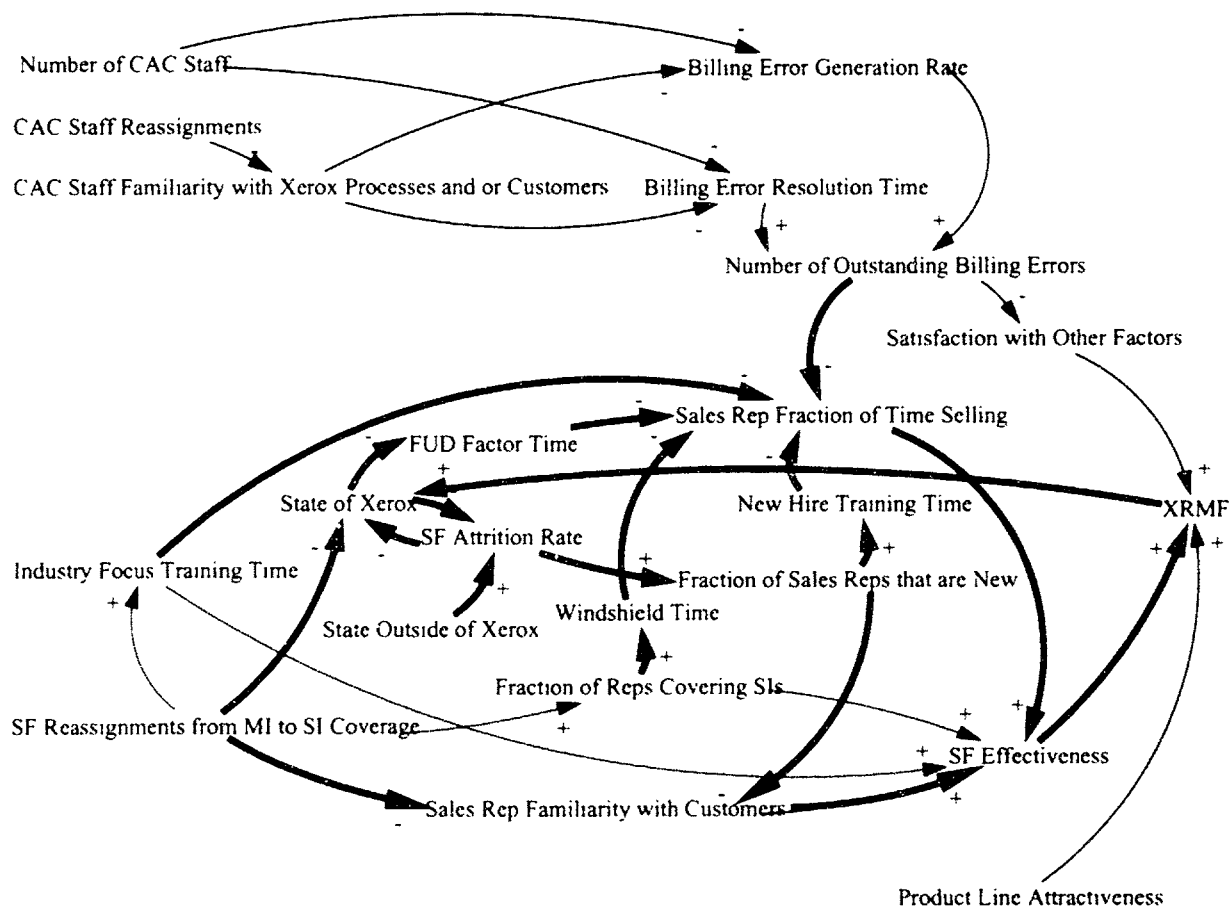 Number of CAC Staff
Billing Error Generation Rate
CAC Staff Reassignments
CAC Staff Familiarity with Xerox Processes and or Customers
Billing Error Resolution Time
Number of Outstanding Billing Errors
Satisfaction with Other Factors
Sales Rep Fraction of Time Selling
FUD Factor Time
State of Xerox
New Hire Training Time
XRMF
SF Attrition Rate
Industry Focus Training Time
Fraction of Sales Reps that are New
Windshield Time
State Outside of Xerox
Fraction of Reps Covering SIs
SF Reassignments from MI to SI Coverage
SF Effectiveness
Sales Rep Familiarity with Customers
Product Line Attractiveness